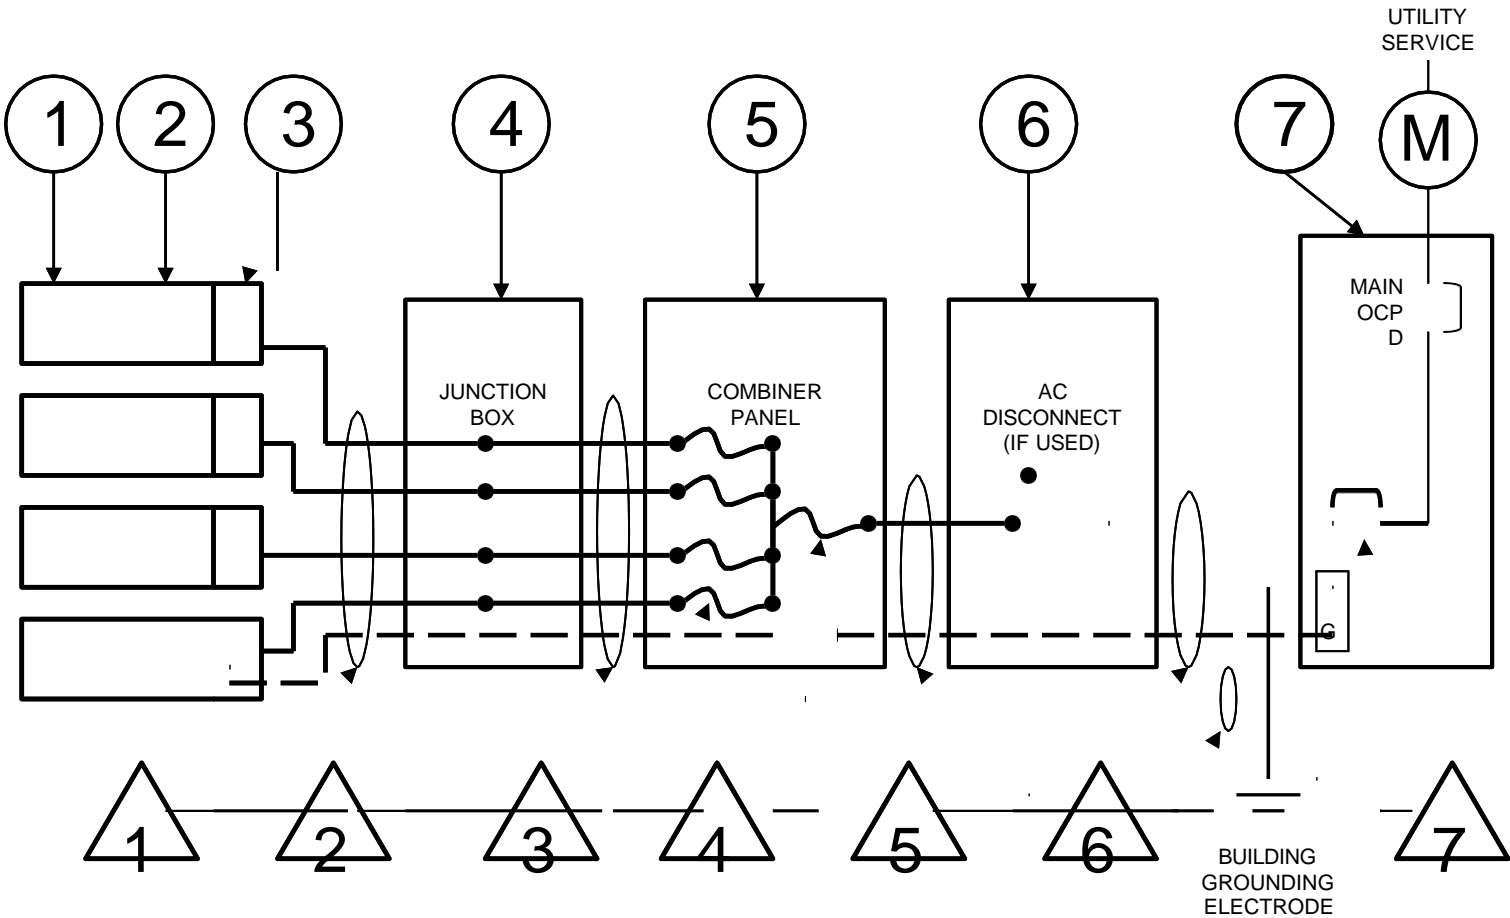 UTILITY
SERVICE
1 2 3 4 5 6 7 M
MAIN
OCP
D
JUNCTION
BOX
COMBINER
PANEL
AC
DISCONNECT
(IF USED)
G
1 2 3 4 5 6 7
BUILDING
GROUNDING
ELECTRODE